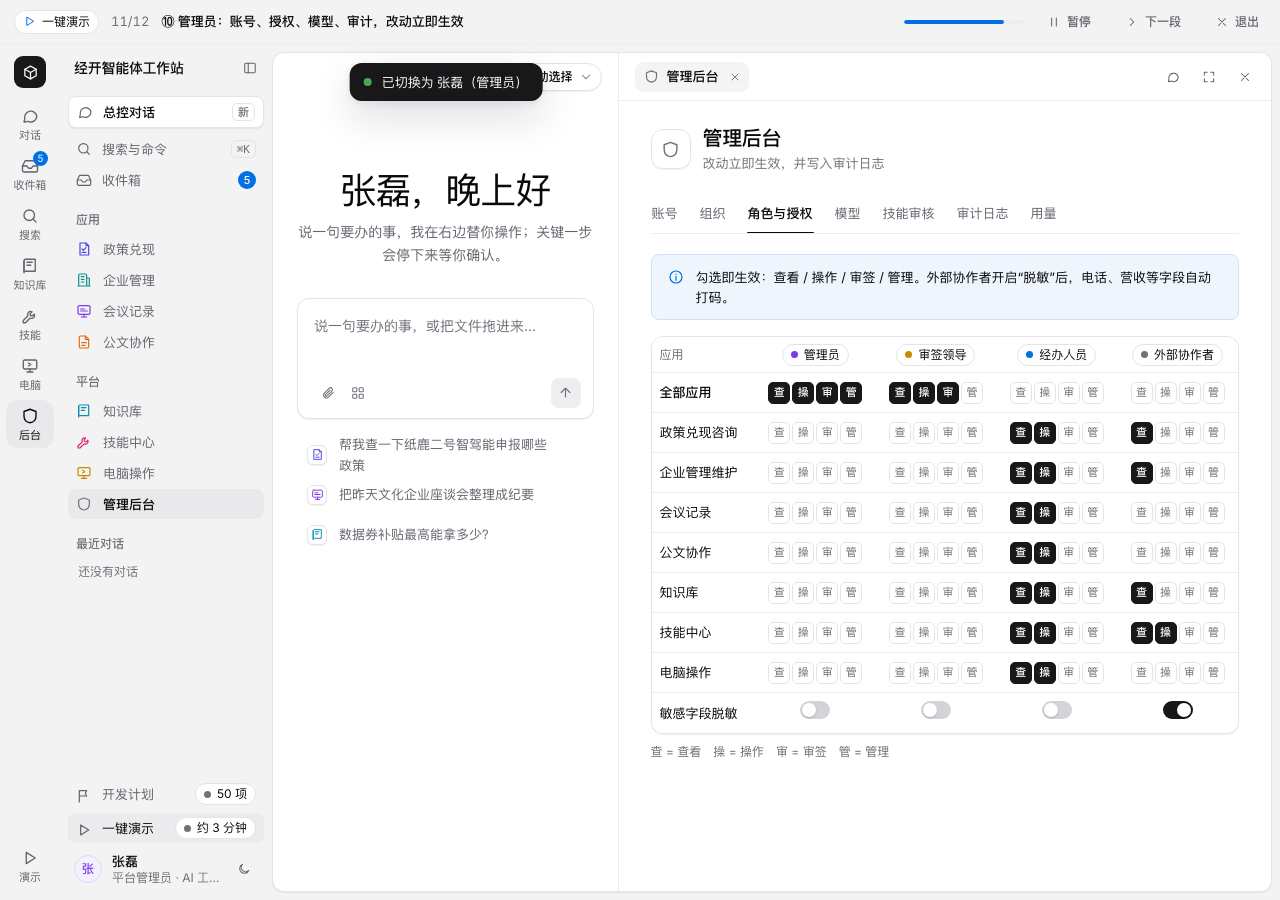 一键演示
11/12
⑩ 管理员：账号、授权、模型、审计，改动立即生效
暂停
下一段
退出
对话
5
收件箱
搜索
知识库
技能
电脑
后台
演示
经开智能体工作站
总控对话
新
搜索与命令
⌘K
收件箱
5
应用
政策兑现
企业管理
会议记录
公文协作
平台
知识库
技能中心
电脑操作
管理后台
最近对话
还没有对话
开发计划
50 项
一键演示
约 3 分钟
张
张磊
平台管理员 · AI 工...
已切换为 张磊（管理员）
选择
张磊，晚上好
说一句要办的事，我在右边替你操作；关键一步
会停下来等你确认。
说一句要办的事，或把文件拖进来...
帮我查一下纸鹿二号智驾能申报哪些
政策
把昨天文化企业座谈会整理成纪要
数据券补贴最高能拿多少?
管理后台
管理后台
改动立即生效，并写入审计日志
账号
组织
角色与授权
模型
技能审核
审计日志
用量
勾选即生效：查看 / 操作 / 审签 / 管理。外部协作者开启“脱敏”后，电话、营收等字段自动
打码。
应用 管理员 审签领导 经办人员 外部协作者
全部应用 查 操 审 管 查 操 审 管 查 操 审 管 查 操 审 管
政策兑现咨询 查 操 审 管 查 操 审 管 查 操 审 管 查 操 审 管
企业管理维护 查 操 审 管 查 操 审 管 查 操 审 管 查 操 审 管
会议记录 查 操 审 管 查 操 审 管 查 操 审 管 查 操 审 管
公文协作 查 操 审 管 查 操 审 管 查 操 审 管 查 操 审 管
知识库 查 操 审 管 查 操 审 管 查 操 审 管 查 操 审 管
技能中心 查 操 审 管 查 操 审 管 查 操 审 管 查 操 审 管
电脑操作 查 操 审 管 查 操 审 管 查 操 审 管 查 操 审 管
敏感字段脱敏
查 = 查看 操 = 操作 审 = 审签 管 = 管理